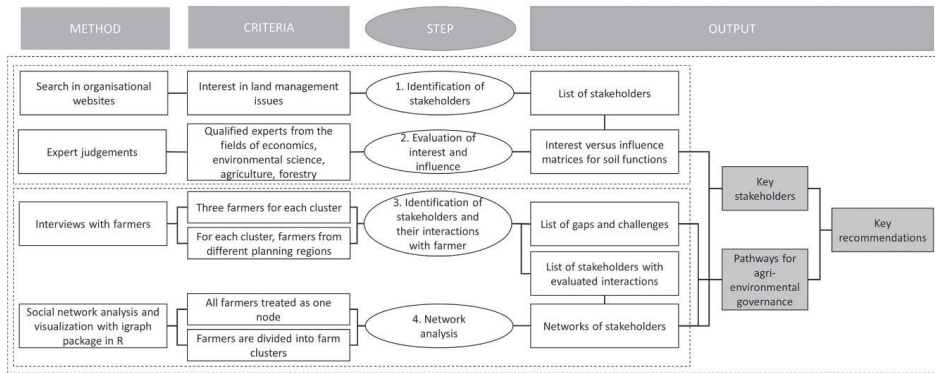 METHOD
CRITERIA
STEP
OUTPUT
Search in organisational
websites
Interest in land management
issues
1. Identification of
stakeholders
List of stakeholders
Expert judgements
Qualified experts from the
fields of economics,
environmental science,
agriculture, forestry
2. Evaluation of
interest and
influence
Interest versus influence
matrices for soil functions
Key
stakeholders
Interviews with farmers
Three farmers for each cluster
For each cluster, farmers from
different planning regions
3. Identification of
stakeholders and
their interactions
with farmer
List of gaps and challenges
List of stakeholders with
evaluated interactions
Key
recommendations
Pathways for
agri-
environmental
governance
Social network analysis and
visualization with igraph
package in R
All farmers treated as one
node
Farmers are divided into farm
clusters
4. Network
analysis
Networks of stakeholders